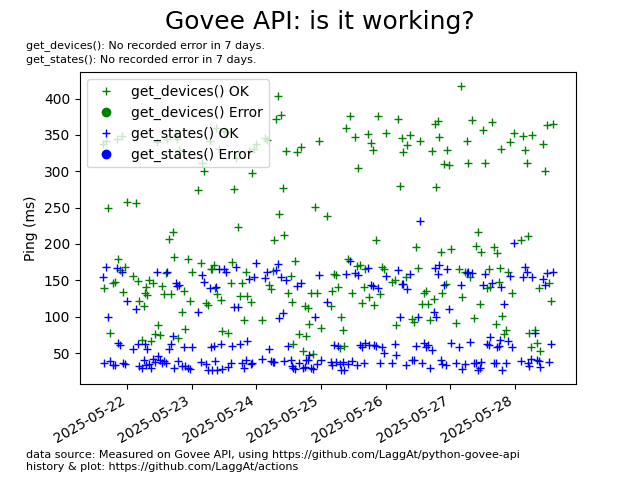 Govee API: is it working?
get_devices(): No recorded error in 7 days.
get_states(): No recorded error in 7 days.
get_devices() OK
get_devices() Error
get_states() OK
get_states() Error
Ping (ms)
400
350
300
250
200
150
100
50
2025-05-22
2025-05-23
2025-05-24
2025-05-25
2025-05-26
2025-05-27
2025-05-28
data source: Measured on Govee API, using https://github.com/LaggAt/python-govee-api
history & plot: https://github.com/LaggAt/actions